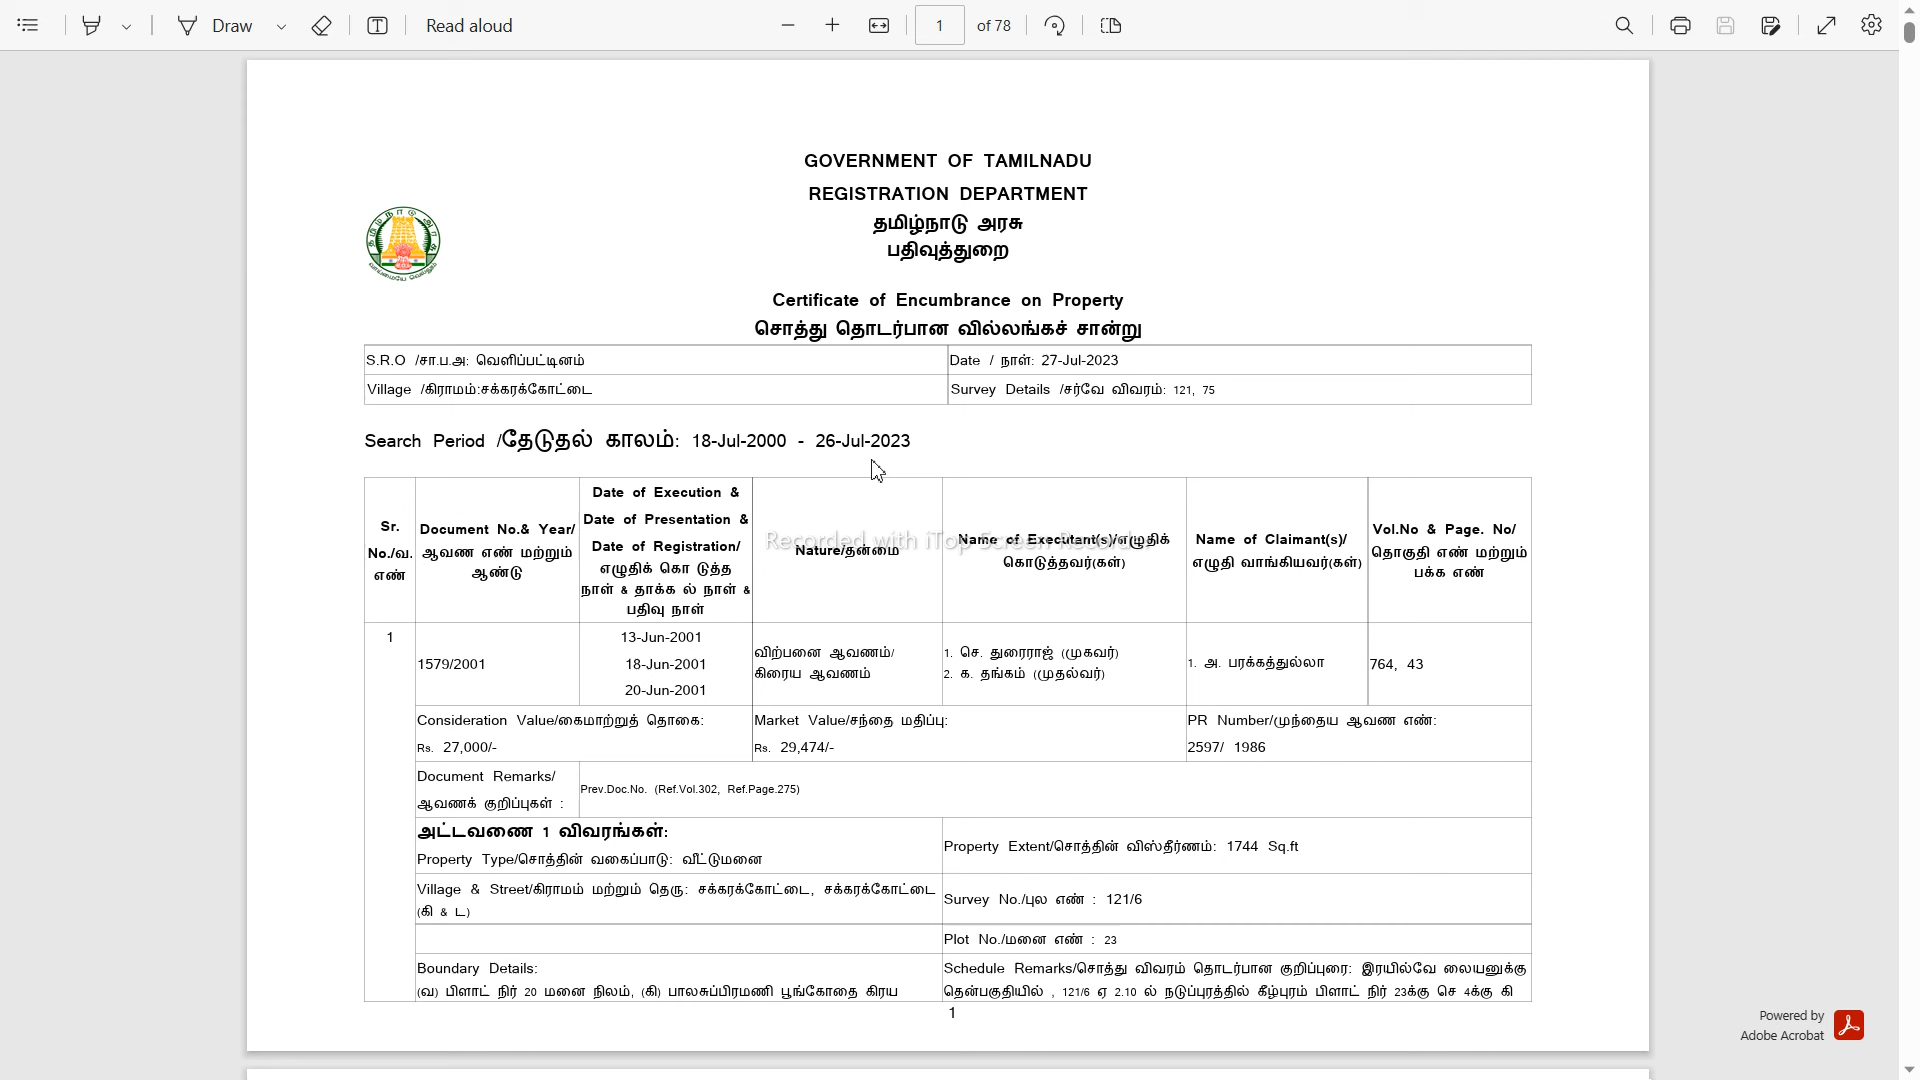 Draw
Read aloud
1 of 78
GOVERNMENT OF TAMILNADU
REGISTRATION DEPARTMENT
தமிழ்நாடு அரசு
பதிவுத்துறை
Certificate of Encumbrance on Property
சொத்து தொடர்பான வில்லங்கச் சான்று
S.R.O /சா.ப.அ: வெளிப்பட்டினம்
Date / நாள்: 27-Jul-2023
Village /கிராமம்:சக்கரக்கோட்டை
Survey Details /சர்வே விவரம்: 121, 75
Search Period /தேடுதல் காலம்: 18-Jul-2000 - 26-Jul-2023
Sr.
No./வ.
எண்
Document No.& Year/
ஆவண எண் மற்றும்
ஆண்டு
Date of Execution &
Date of Presentation &
Date of Registration/
எழுதிக் கொ டுத்த
நாள் & தாக்க ல் நாள் &
பதிவு நாள்
Nature/தன்மை
Name of Executant(s)/எழுதிக்
கொடுத்தவர்(கள்)
Name of Claimant(s)/
எழுதி வாங்கியவர்(கள்)
Vol.No & Page. No/
தொகுதி எண் மற்றும்
பக்க எண்
Recorded with iTop Screen Record
1
1579/2001
13-Jun-2001
18-Jun-2001
20-Jun-2001
விற்பனை ஆவணம்/
கிரைய ஆவணம்
1. செ. துரைராஜ் (முகவர்)
2. க. தங்கம் (முதல்வர்)
1. அ. பரக்கத்துல்லா
764, 43
Consideration Value/கைமாற்றுத் தொகை:
Rs. 27,000/-
Market Value/சந்தை மதிப்பு:
Rs. 29,474/-
PR Number/முந்தைய ஆவண எண்:
2597/ 1986
Document Remarks/
ஆவணக் குறிப்புகள் :
Prev.Doc.No. (Ref.Vol.302, Ref.Page.275)
அட்டவணை 1 விவரங்கள்:
Property Type/சொத்தின் வகைப்பாடு: வீட்டுமனை
Property Extent/சொத்தின் விஸ்தீர்ணம்: 1744 Sq.ft
Village & Street/கிராமம் மற்றும் தெரு: சக்கரக்கோட்டை, சக்கரக்கோட்டை
(கி & ட)
Survey No./புல எண் : 121/6
Plot No./மனை எண் : 23
Boundary Details:
(வ) பிளாட் நிர் 20 மனை நிலம், (கி) பாலசுப்பிரமணி பூங்கோதை கிரய
Schedule Remarks/சொத்து விவரம் தொடர்பான குறிப்புரை: இரயில்வே லையனுக்கு
தென்பகுதியில் , 121/6 ஏ 2.10 ல் நடுப்புரத்தில் கீழ்புரம் பிளாட் நிர் 23க்கு செ 4க்கு கி
1
Powered by
Adobe Acrobat